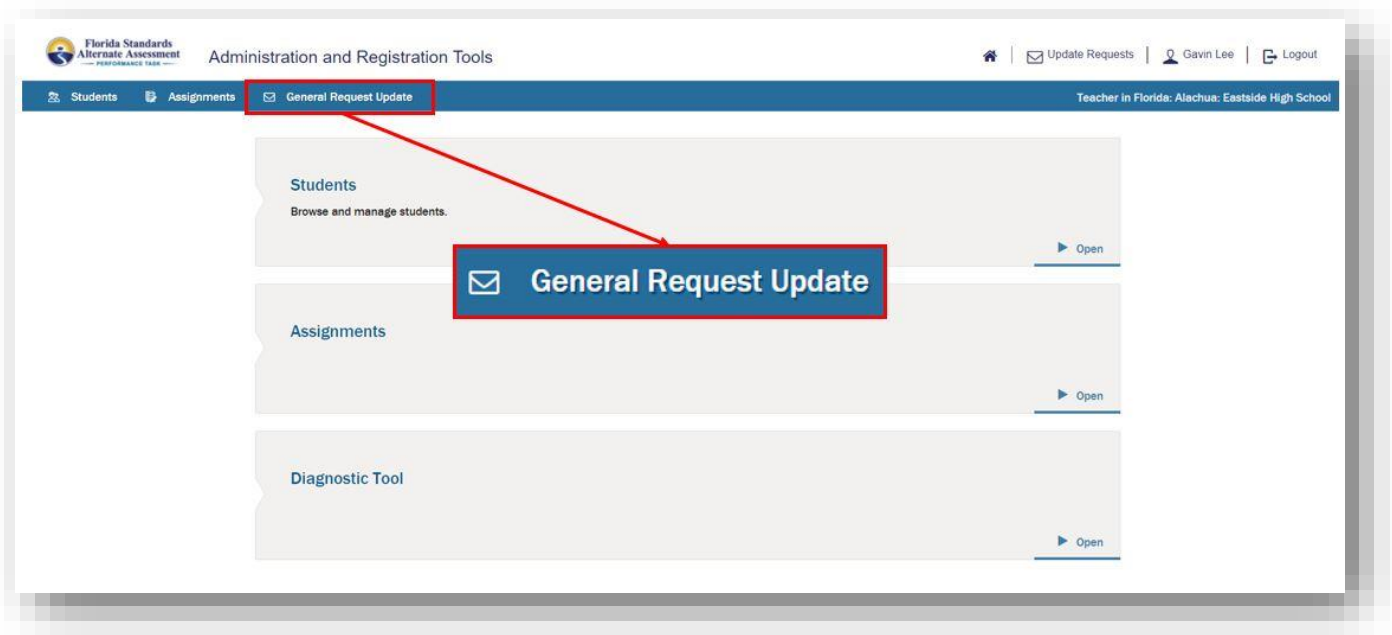 Florida Standards
Alternate Assessment
PERFORMANCE TASK
Administration and Registration Tools
Update Requests
Gavin Lee
Logout
Students
Assignments
General Request Update
Teacher in Florida: Alachua: Eastside High School
Students
Browse and manage students.
Open
General Request Update
Assignments
Open
Diagnostic Tool
Open